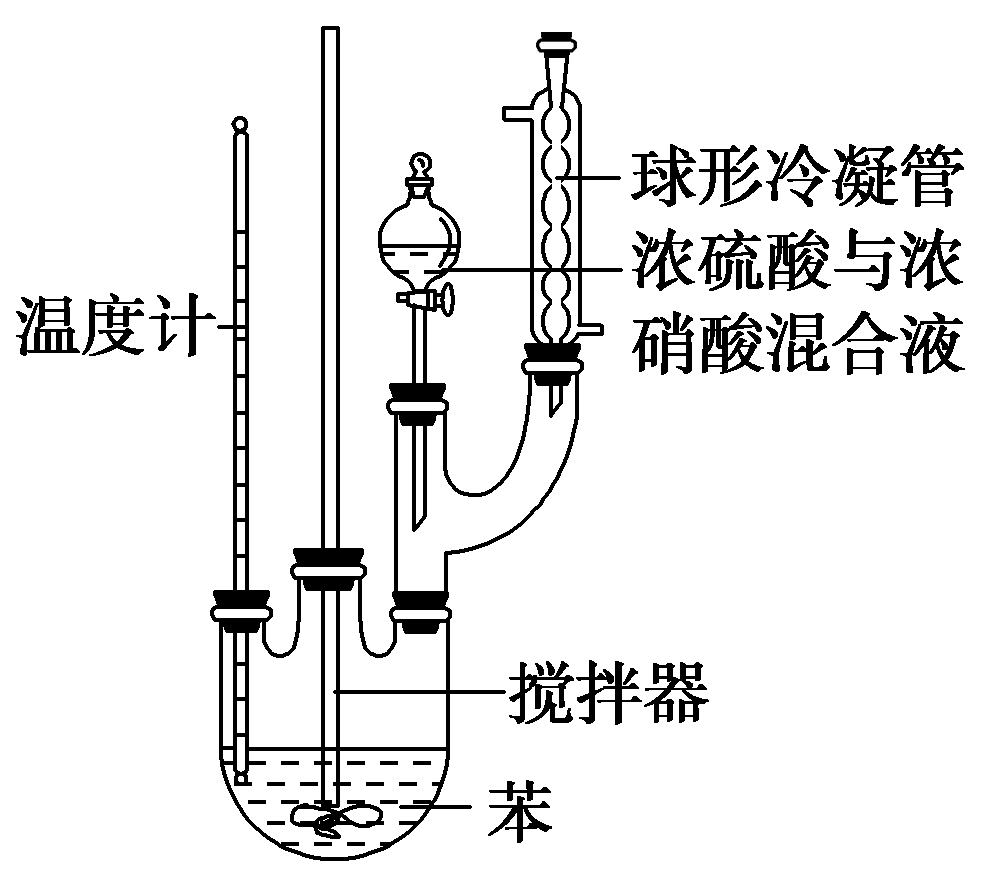 球形冷凝管
浓硫酸与浓
硝酸混合液
温度计
搅拌器
苯